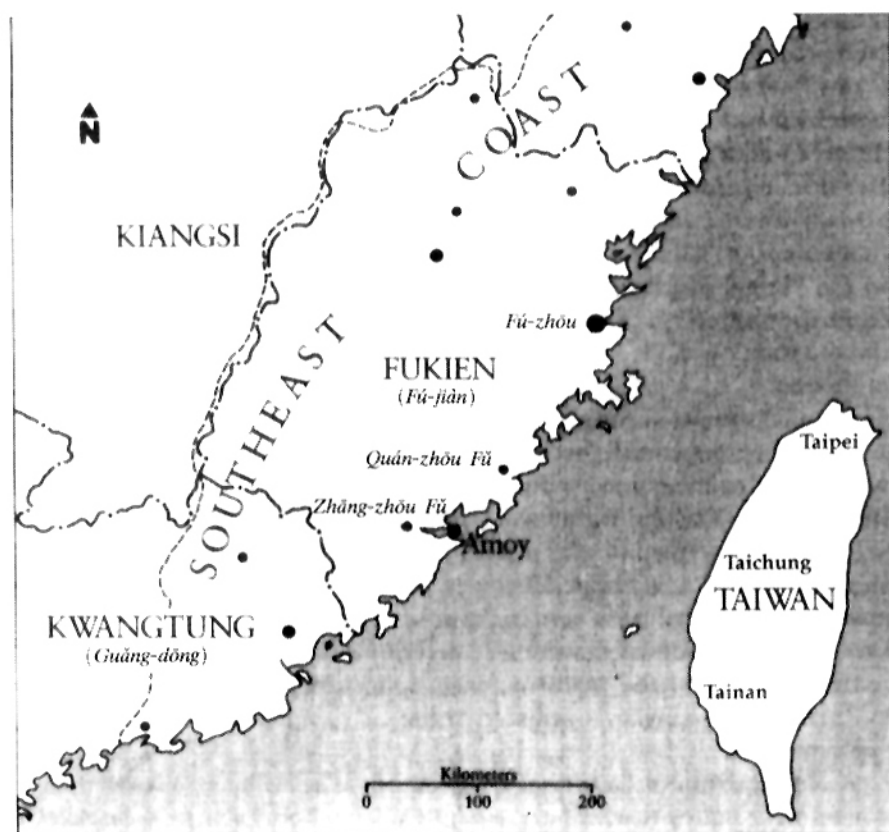 N
COAST
KIANGSI
SOUTHEAST
Fú-zhōu
FUKIEN
(Fú-jiàn)
Quán-zhōu Fǔ
Zhāng-zhōu Fǔ
Amoy
KWANGTUNG
(Guǎng-dōng)
Taipei
Taichung
TAIWAN
Tainan
Kilometers
0 100 200